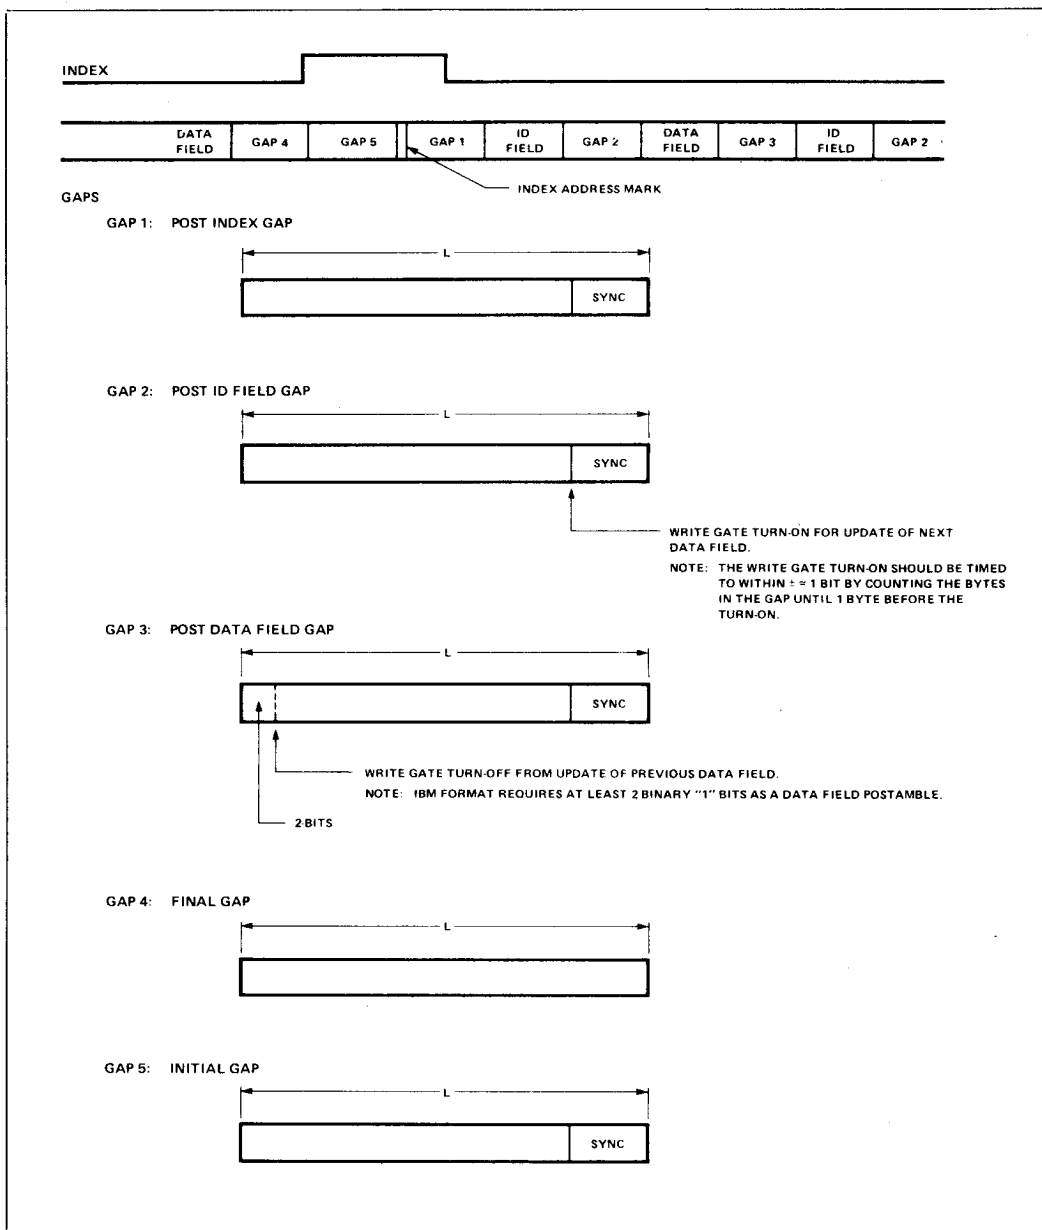 INDEX
DATA FIELD GAP 4 GAP 5 GAP 1 ID FIELD GAP 2 DATA FIELD GAP 3 ID FIELD GAP 2
INDEX ADDRESS MARK
GAPS
GAP 1: POST INDEX GAP
L
SYNC
GAP 2: POST ID FIELD GAP
L
SYNC
WRITE GATE TURN-ON FOR UPDATE OF NEXT
DATA FIELD.
NOTE: THE WRITE GATE TURN-ON SHOULD BE TIMED
TO WITHIN ± ≈ 1 BIT BY COUNTING THE BYTES
IN THE GAP UNTIL 1 BYTE BEFORE THE
TURN-ON.
GAP 3: POST DATA FIELD GAP
L
SYNC
WRITE GATE TURN-OFF FROM UPDATE OF PREVIOUS DATA FIELD.
NOTE: IBM FORMAT REQUIRES AT LEAST 2 BINARY "1" BITS AS A DATA FIELD POSTAMBLE.
2-BITS
GAP 4: FINAL GAP
L
GAP 5: INITIAL GAP
L
SYNC